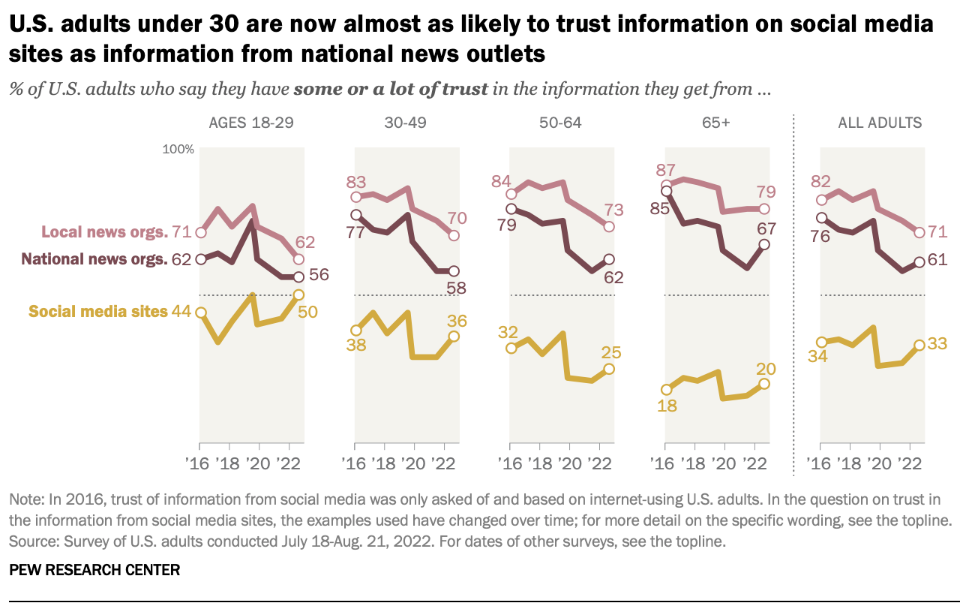 U.S. adults under 30 are now almost as likely to trust information on social media
sites as information from national news outlets
% of U.S. adults who say they have some or a lot of trust in the information they get from ...
AGES 18-29 30-49 50-64 65+ ALL ADULTS
100%
Local news orgs. 71 62 83 70 84 73 87 79 82 71
National news orgs. 62 56 77 58 79 62 85 67 76 61
Social media sites 44 50 38 36 32 25 18 20 34 33
’16 ’18 ’20 ’22 ’16 ’18 ’20 ’22 ’16 ’18 ’20 ’22 ’16 ’18 ’20 ’22 ’16 ’18 ’20 ’22
Note: In 2016, trust of information from social media was only asked of and based on internet-using U.S. adults. In the question on trust in
the information from social media sites, the examples used have changed over time; for more detail on the specific wording, see the topline.
Source: Survey of U.S. adults conducted July 18-Aug. 21, 2022. For dates of other surveys, see the topline.
PEW RESEARCH CENTER